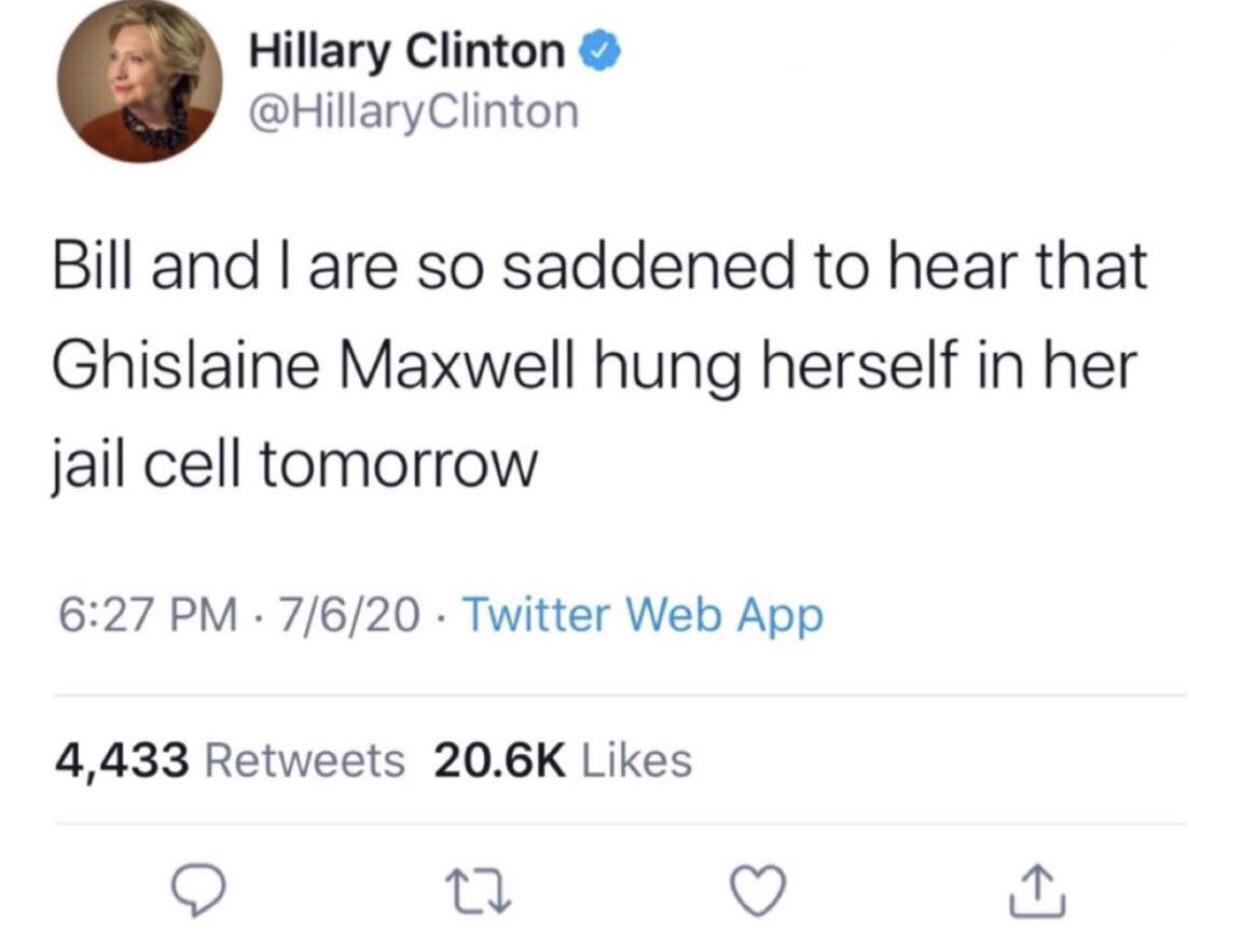 Hillary Clinton
@HillaryClinton
Bill and I are so saddened to hear that
Ghislaine Maxwell hung herself in her
jail cell tomorrow
6:27 PM · 7/6/20 · Twitter Web App
4,433 Retweets 20.6K Likes